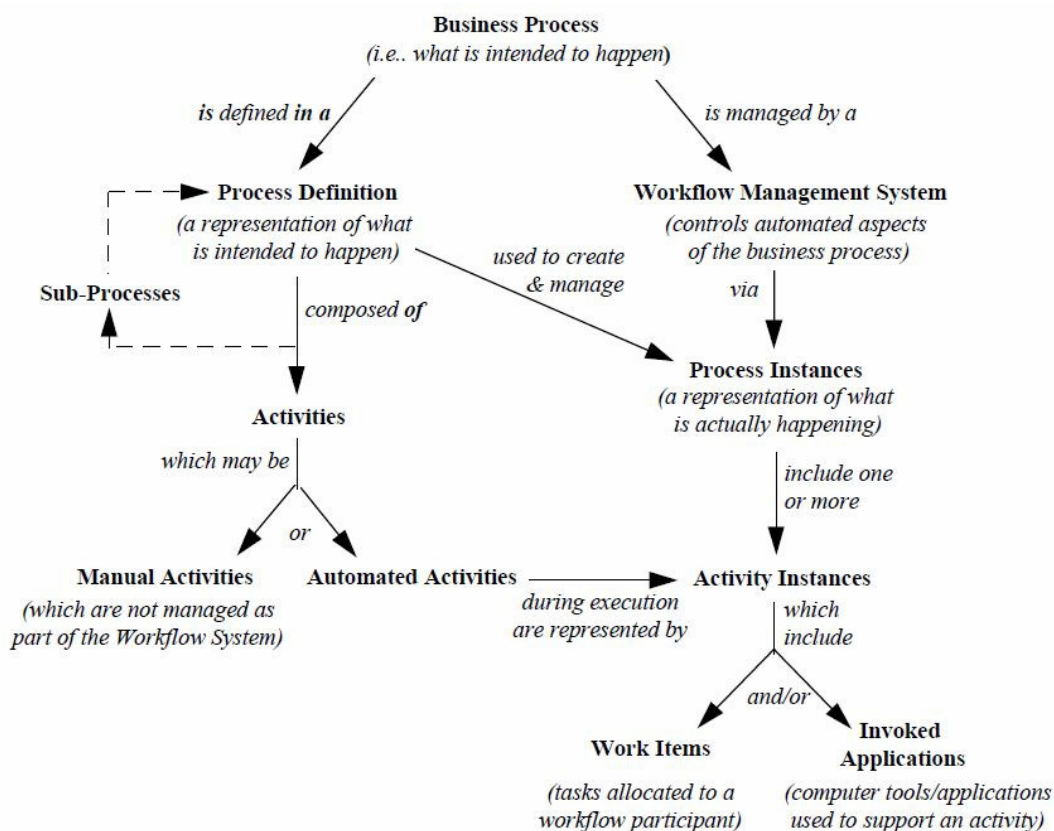 Business Process
(i.e.. what is intended to happen)
is defined in a
is managed by a
Process Definition
(a representation of what
is intended to happen)
Workflow Management System
(controls automated aspects
of the business process)
used to create
& manage
via
Sub-Processes
composed of
Process Instances
(a representation of what
is actually happening)
Activities
which may be
include one
or more
or
Manual Activities
(which are not managed as
part of the Workflow System)
Automated Activities
during execution
are represented by
Activity Instances
which
include
and/or
Work Items
(tasks allocated to a
workflow participant)
Invoked
Applications
(computer tools/applications
used to support an activity)